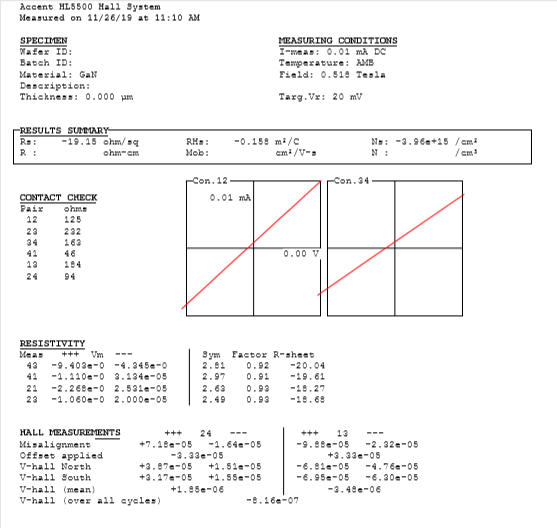 Accent HL5500 Hall System
Measured on 11/26/19 at 11:10 AM
SPECIMEN MEASURING CONDITIONS
Wafer ID: I-meas: 0.01 mA DC
Batch ID: Temperature: AMB
Material: GaN Field: 0.518 Tesla
Description:
Thickness: 0.000 µm Targ.Vr: 20 mV
RESULTS SUMMARY
Rs: -19.15 ohm/sq RHs: -0.158 m²/C Ns: -3.96e+15 /cm²
R : ohm-cm Mob: cm²/V-s N : /cm³
CONTACT CHECK
Pair ohms
12 125
23 232
34 163
41 46
13 184
24 94
Con.12
0.01 mA
0.00 V
Con.34
RESISTIVITY
Meas +++ Vm --- Sym Factor R-sheet
43 -9.403e-0 -4.345e-0 2.81 0.92 -20.04
41 -1.110e-0 3.134e-05 2.97 0.91 -19.61
21 -2.268e-0 2.531e-05 2.63 0.93 -18.27
23 -1.060e-0 2.000e-05 2.49 0.93 -18.68
HALL MEASUREMENTS +++ 24 --- +++ 13 ---
Misalignment +7.18e-05 -1.64e-05 -9.88e-05 -2.32e-05
Offset applied -3.33e-05 +3.33e-05
V-hall North +3.87e-05 +1.51e-05 -6.81e-05 -4.76e-05
V-hall South +3.17e-05 +1.55e-05 -6.95e-05 -6.30e-05
V-hall (mean) +1.85e-06 -3.48e-06
V-hall (over all cycles) -8.16e-07